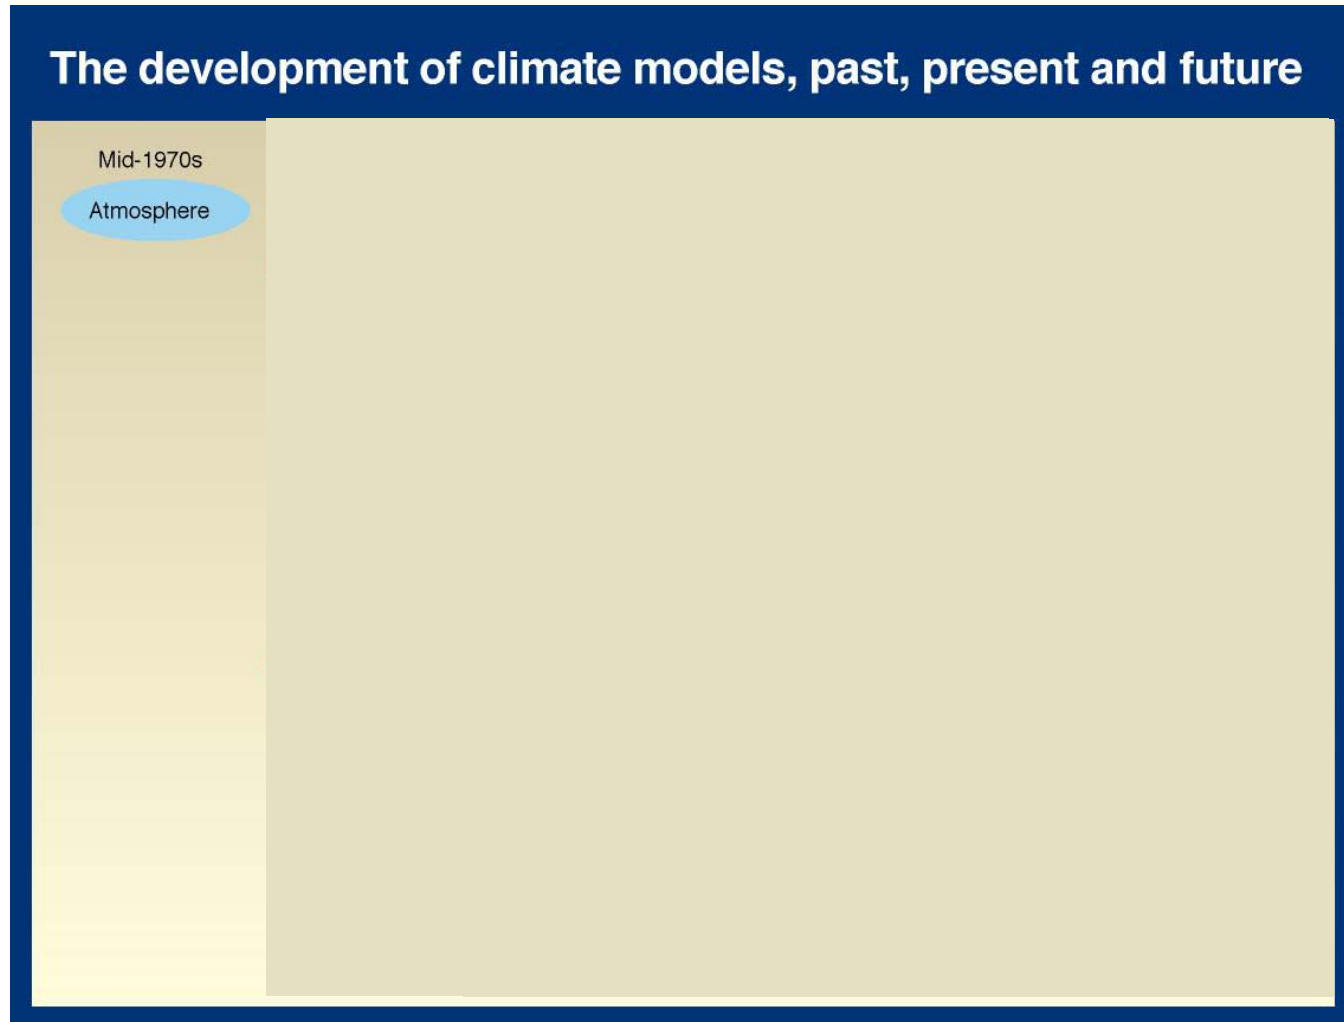 The development of climate models, past, present and future
Mid-1970s
Atmosphere